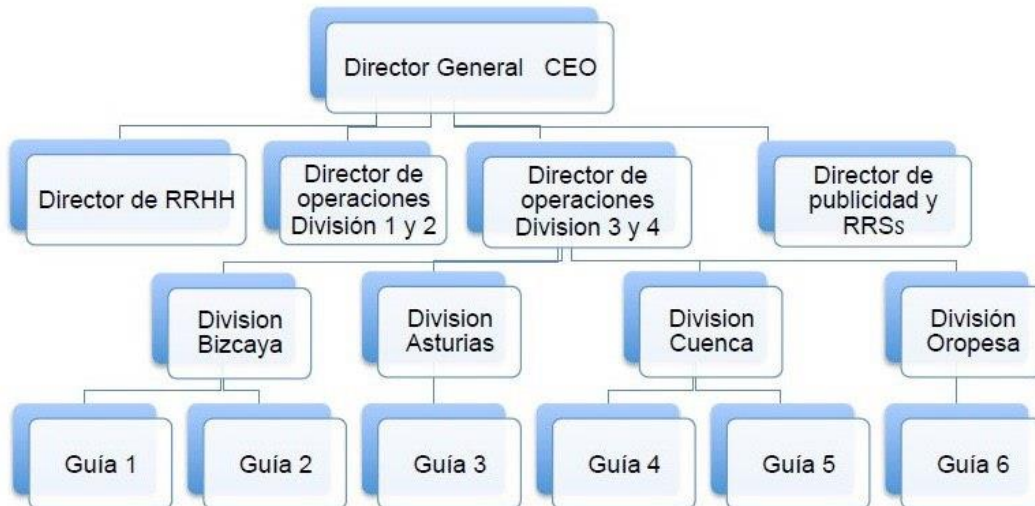 Director General CEO
Director de RRHH
Director de
operaciones
División 1 y 2
Director de
operaciones
Division 3 y 4
Director de
publicidad y
RRSs
Division
Bizcaya
Division
Asturias
Division
Cuenca
División
Oropesa
Guía 1
Guía 2
Guía 3
Guía 4
Guía 5
Guía 6